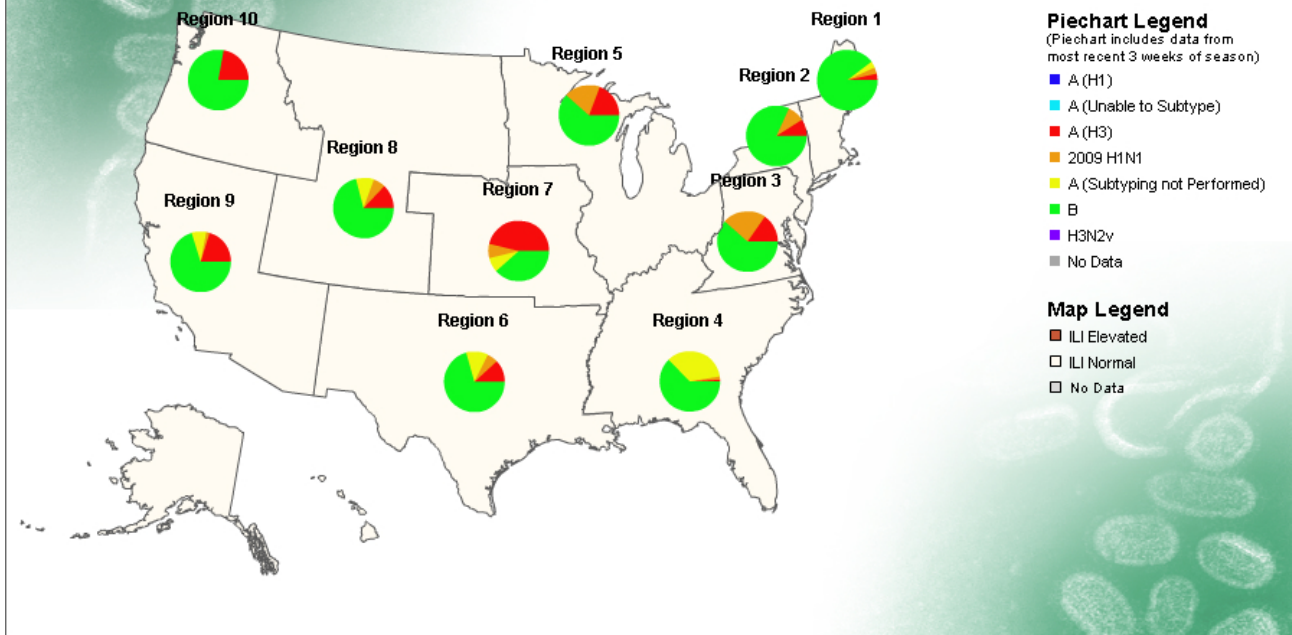 Region 10
Region 1
Region 5
Region 2
Region 8
Region 3
Region 7
Region 9
Region 6
Region 4
Piechart Legend
(Piechart includes data from
most recent 3 weeks of season)
A (H1)
A (Unable to Subtype)
A (H3)
2009 H1N1
A (Subtyping not Performed)
B
H3N2v
No Data
Map Legend
ILI Elevated
ILI Normal
No Data